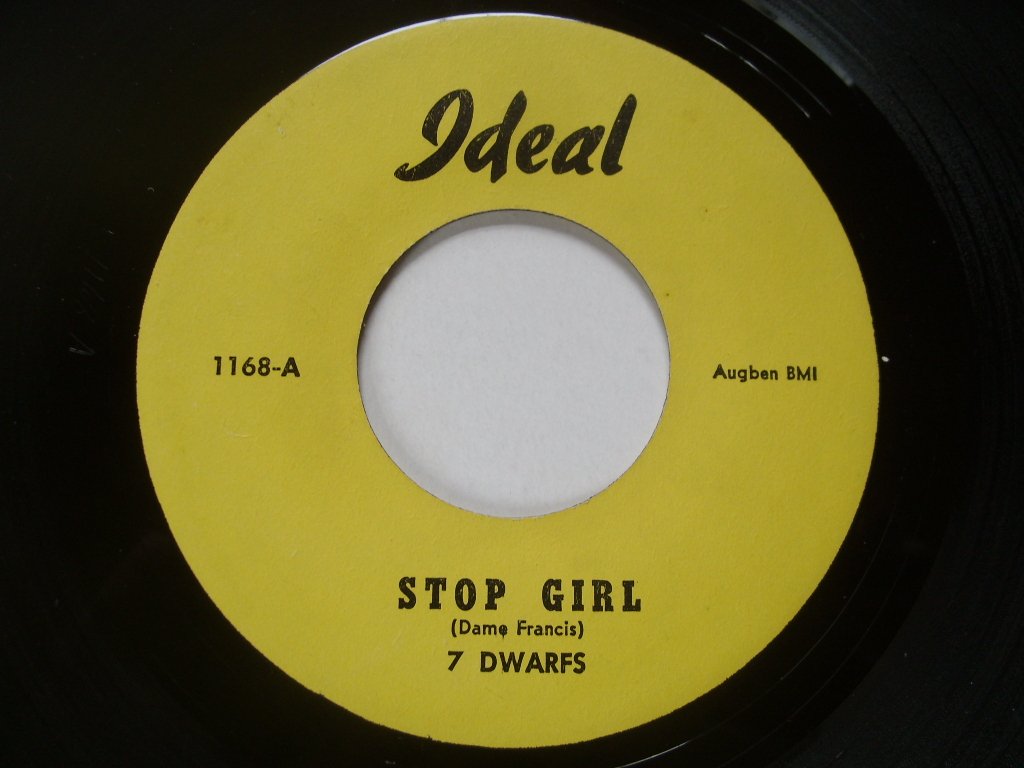 Ideal
1168-A
Augben BMI
STOP GIRL
(Dame Francis)
7 DWARFS